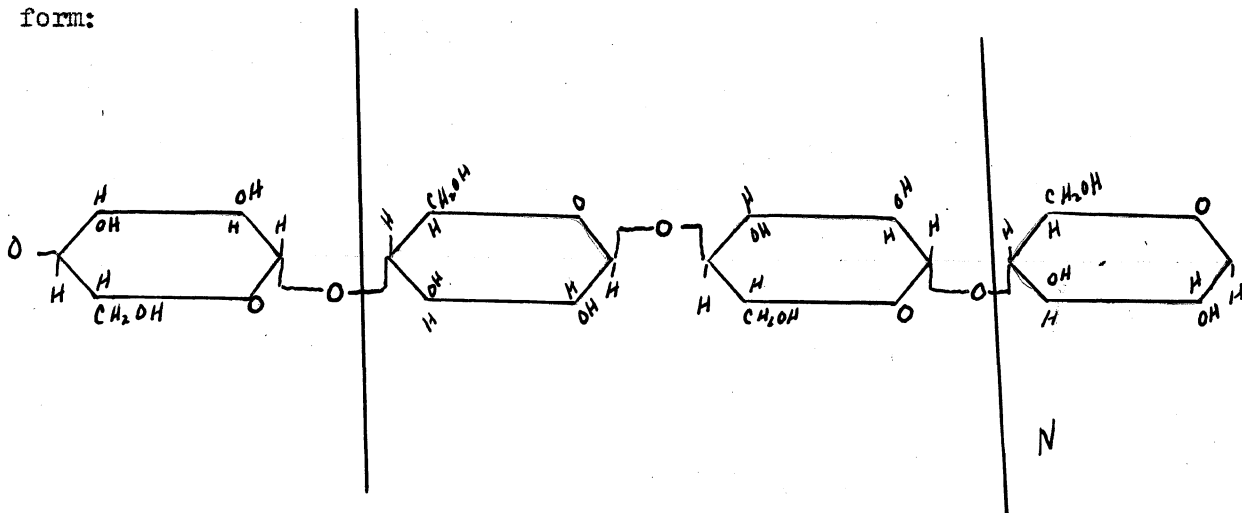 form:
H OH CH₂OH H OH CH₂OH
OH H H H H O O OH H H H H O
O H H O O OH H H H H O O OH H H
CH₂OH H OH CH₂OH H OH
N